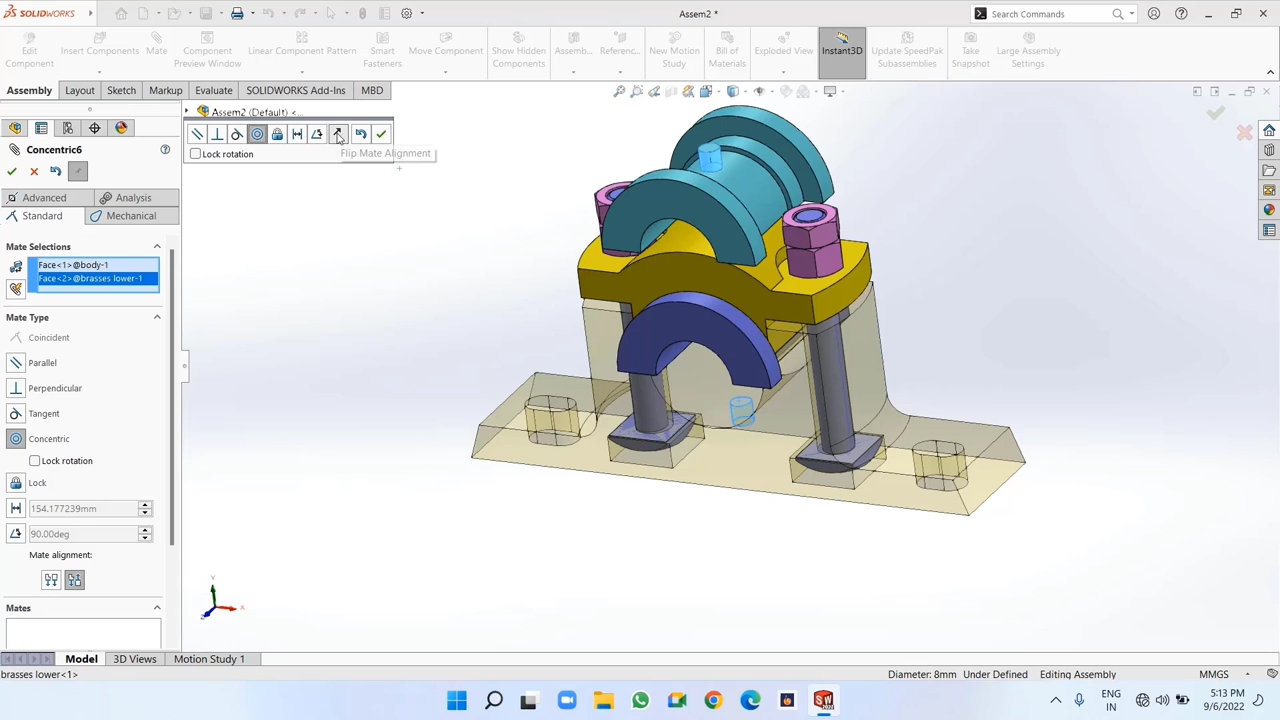 SOLIDWORKS
Assem2 *
Search Commands
Edit Component
Insert Components
Mate
Component Preview Window
Linear Component Pattern
Smart Fasteners
Move Component
Show Hidden Components
Assemb...
Referenc...
New Motion Study
Bill of Materials
Exploded View
Instant3D
Update SpeedPak Subassemblies
Take Snapshot
Large Assembly Settings
Assembly
Layout
Sketch
Markup
Evaluate
SOLIDWORKS Add-Ins
MBD
Assem2 (Default) <...
Lock rotation
Flip Mate Alignment
Concentric6
Advanced
Analysis
Standard
Mechanical
Mate Selections
Face<1>@body-1
Face<2>@brasses lower-1
Mate Type
Coincident
Parallel
Perpendicular
Tangent
Concentric
Lock rotation
Lock
154.177239mm
90.00deg
Mate alignment:
Mates
Y
X
Model
3D Views
Motion Study 1
brasses lower<1>
Diameter: 8mm
Under Defined
Editing Assembly
MMGS
ENG
IN
5:13 PM
9/6/2022